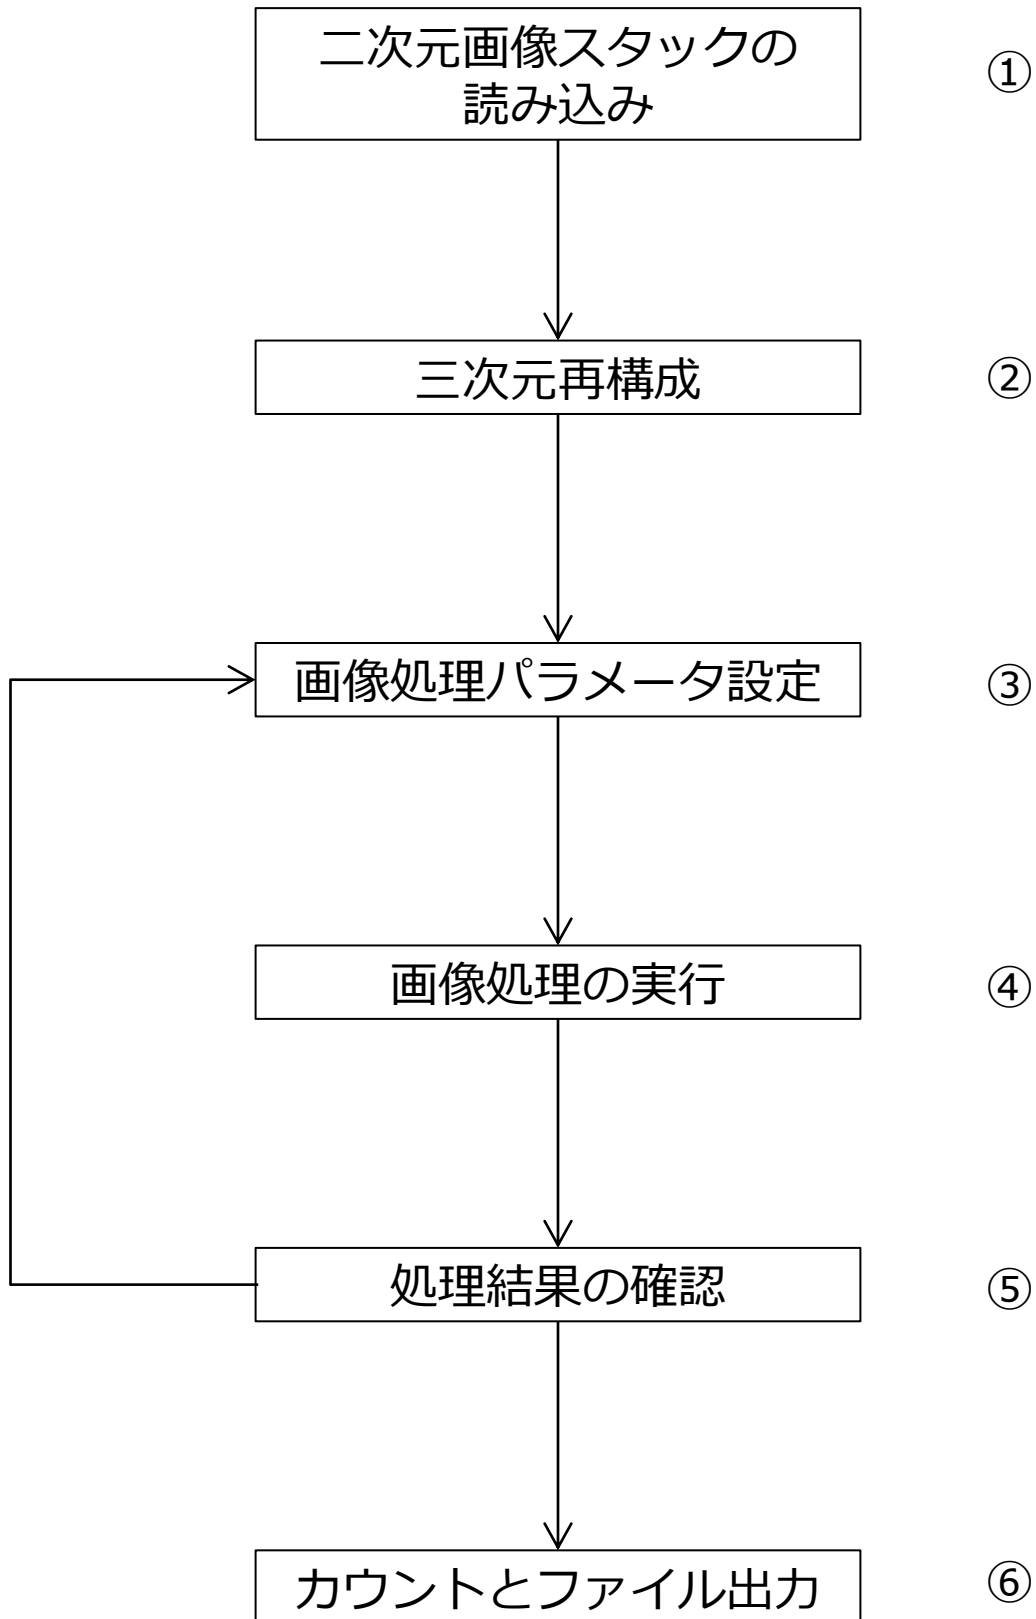 二次元画像スタックの
読み込み
①
三次元再構成
②
画像処理パラメータ設定
③
画像処理の実行
④
処理結果の確認
⑤
カウントとファイル出力
⑥